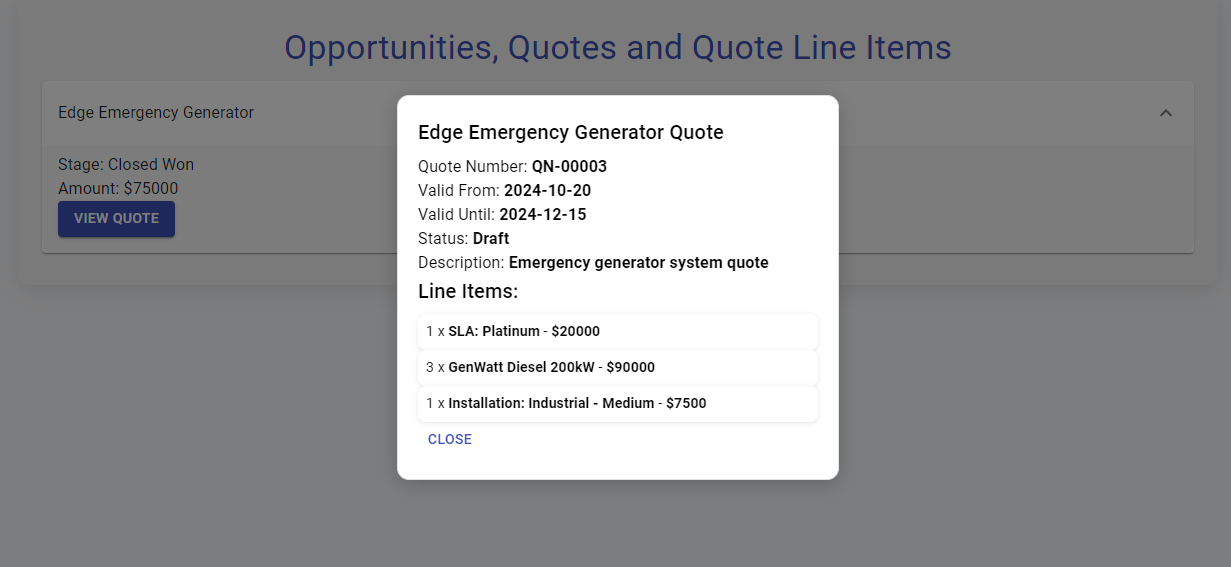 Opportunities, Quotes and Quote Line Items
Edge Emergency Generator
Stage: Closed Won
Amount: $75000
VIEW QUOTE
Edge Emergency Generator Quote
Quote Number: QN-00003
Valid From: 2024-10-20
Valid Until: 2024-12-15
Status: Draft
Description: Emergency generator system quote
Line Items:
1 x SLA: Platinum - $20000
3 x GenWatt Diesel 200kW - $90000
1 x Installation: Industrial - Medium - $7500
CLOSE